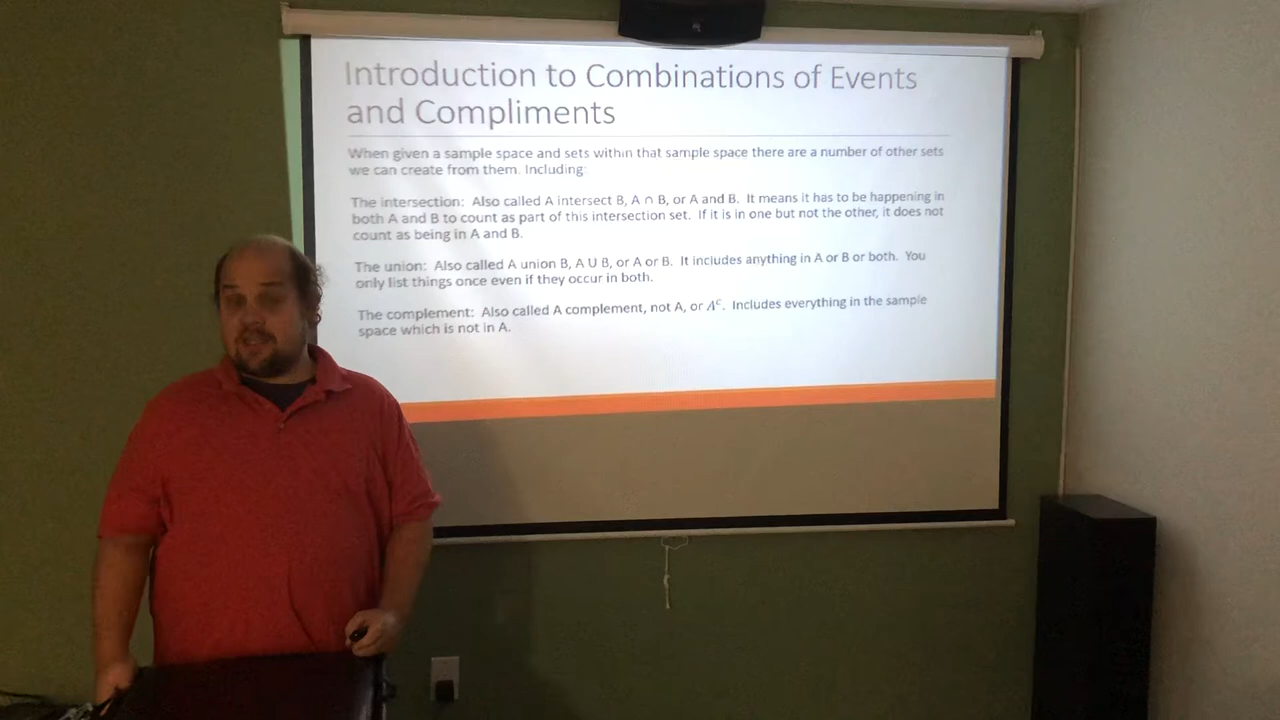 Introduction to Combinations of Events
and Compliments
When given a sample space and sets within that sample space there are a number of other sets
we can create from them. Including:
The intersection: Also called A intersect B, A ∩ B, or A and B. It means it has to be happening in
both A and B to count as part of this intersection set. If it is in one but not the other, it does not
count as being in A and B.
The union: Also called A union B, A U B, or A or B. It includes anything in A or B or both. You
only list things once even if they occur in both.
The complement: Also called A complement, not A, or Aᶜ. Includes everything in the sample
space which is not in A.